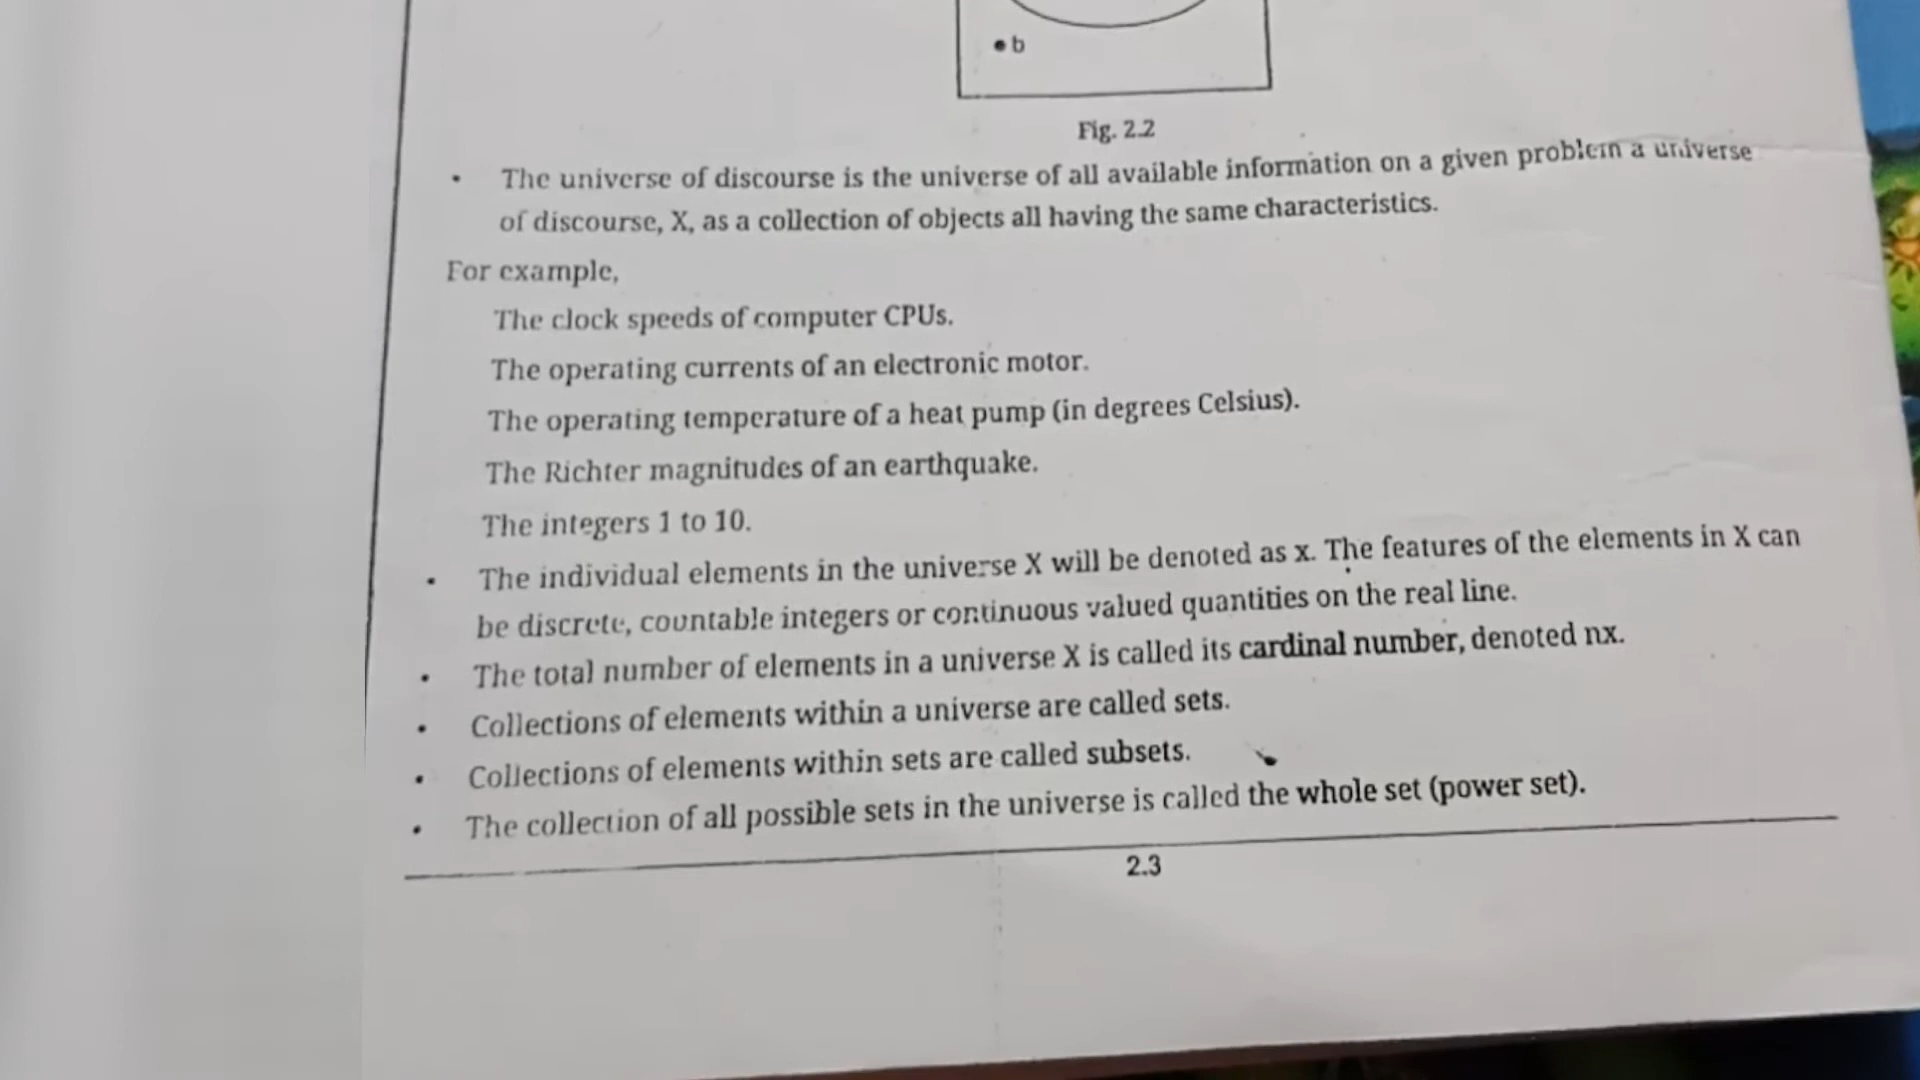 b
Fig. 2.2
• The universe of discourse is the universe of all available information on a given problem a universe
of discourse, X, as a collection of objects all having the same characteristics.
For example,
The clock speeds of computer CPUs.
The operating currents of an electronic motor.
The operating temperature of a heat pump (in degrees Celsius).
The Richter magnitudes of an earthquake.
The integers 1 to 10.
• The individual elements in the universe X will be denoted as x. The features of the elements in X can
be discrete, countable integers or continuous valued quantities on the real line.
• The total number of elements in a universe X is called its cardinal number, denoted nx.
• Collections of elements within a universe are called sets.
• Collections of elements within sets are called subsets.
• The collection of all possible sets in the universe is called the whole set (power set).
2.3